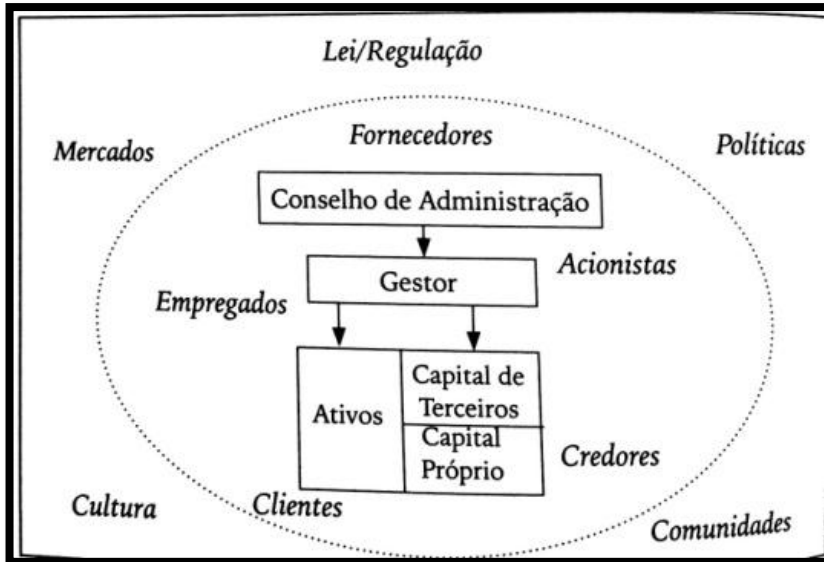 Lei/Regulação
Fornecedores
Mercados
Políticas
Conselho de Administração
Acionistas
Gestor
Empregados
Capital de
Terceiros
Ativos
Capital
Próprio
Credores
Cultura
Clientes
Comunidades